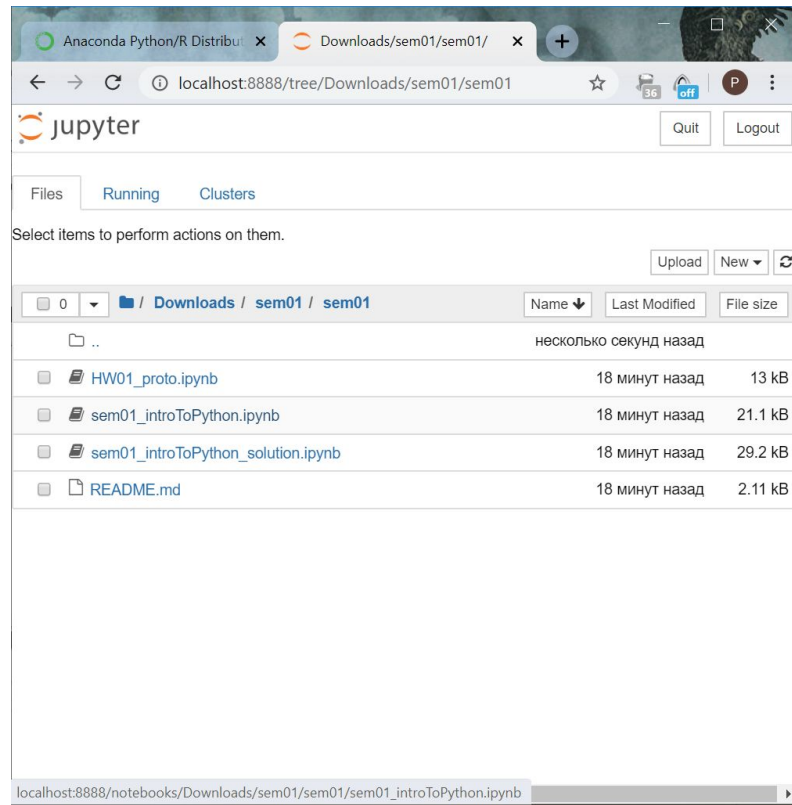 Anaconda Python/R Distribut Downloads/sem01/sem01/
localhost:8888/tree/Downloads/sem01/sem01 36 off P
jupyter Quit Logout
Files Running Clusters
Select items to perform actions on them.
Upload New
0 / Downloads / sem01 / sem01 Name Last Modified File size
.. несколько секунд назад
HW01_proto.ipynb 18 минут назад 13 kB
sem01_introToPython.ipynb 18 минут назад 21.1 kB
sem01_introToPython_solution.ipynb 18 минут назад 29.2 kB
README.md 18 минут назад 2.11 kB
localhost:8888/notebooks/Downloads/sem01/sem01/sem01_introToPython.ipynb